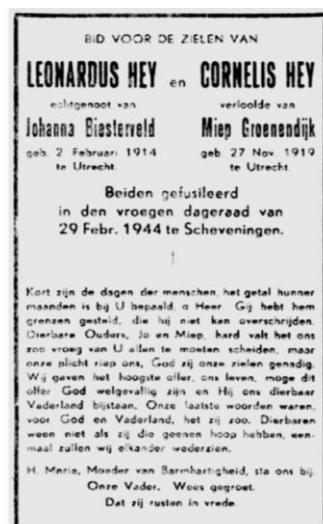 BID VOOR DE ZIELEN VAN
LEONARDUS HEY en CORNELIS HEY
echtgenoot van verloofde van
Johanna Biesterveld Miep Groenendijk
geb. 2 Februari 1914 geb. 27 Nov. 1919
te Utrecht te Utrecht.
Beiden gefusileerd
in den vroegen dageraad van
29 Febr. 1944 te Scheveningen.
Kort zijn de dagen der menschen, het getal hunner
maanden is bij U bepaald, o Heer. Gij hebt hem
grenzen gesteld, die hij niet kan overschrijden.
Dierbare Ouders, Jo en Miep, hard valt het ons
zoo vroeg van U allen te moeten scheiden, maar
onze plicht riep ons, God zij onze zielen genadig.
Wij gaven het hoogste offer, ons leven, moge dit
offer God welgevallig zijn en Hij ons dierbaar
Vaderland bijstaan. Onze laatste woorden waren,
voor God en Vaderland, het zij zoo. Dierbaren
ween niet als zij die geenen hoop hebben, een-
maal zullen wij elkander wederzien.
H. Maria, Moeder van Barmhartigheid, sta ons bij.
Onze Vader. Wees gegroet.
Dat zij rusten in vrede